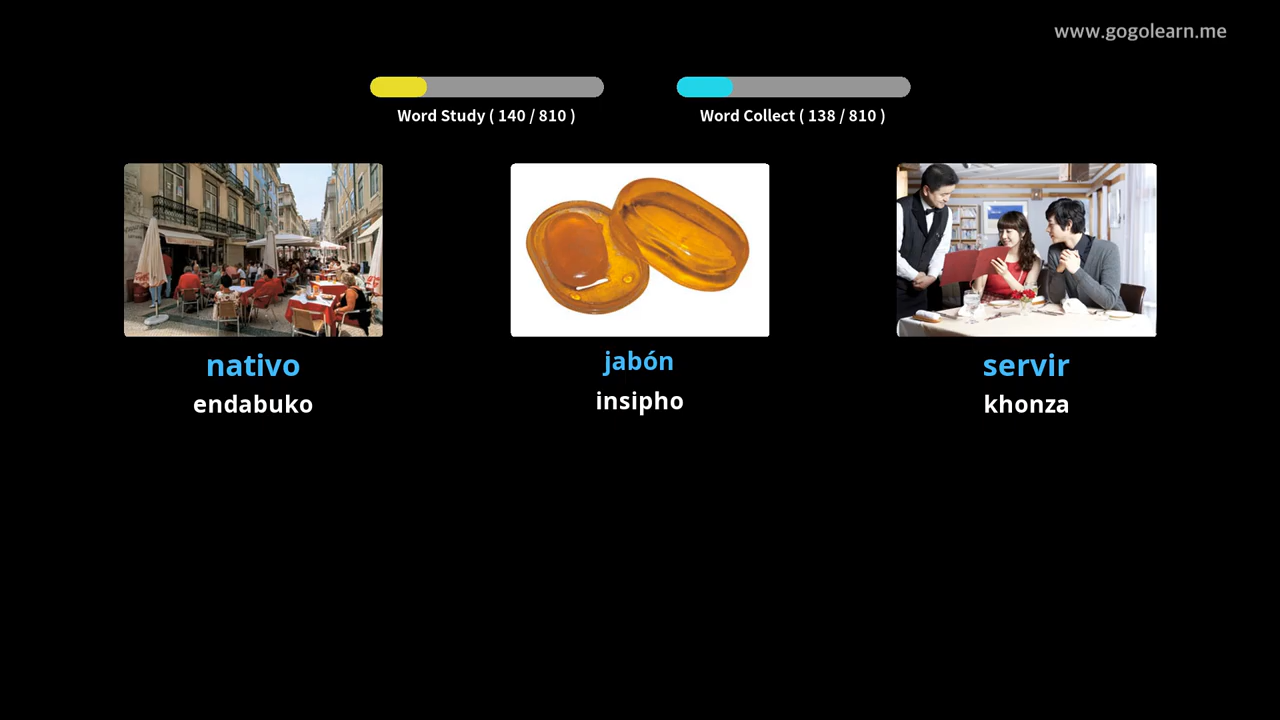 www.gogolearn.me
Word Study ( 140 / 810 )
Word Collect ( 138 / 810 )
nativo
endabuko
jabón
insipho
servir
khonza